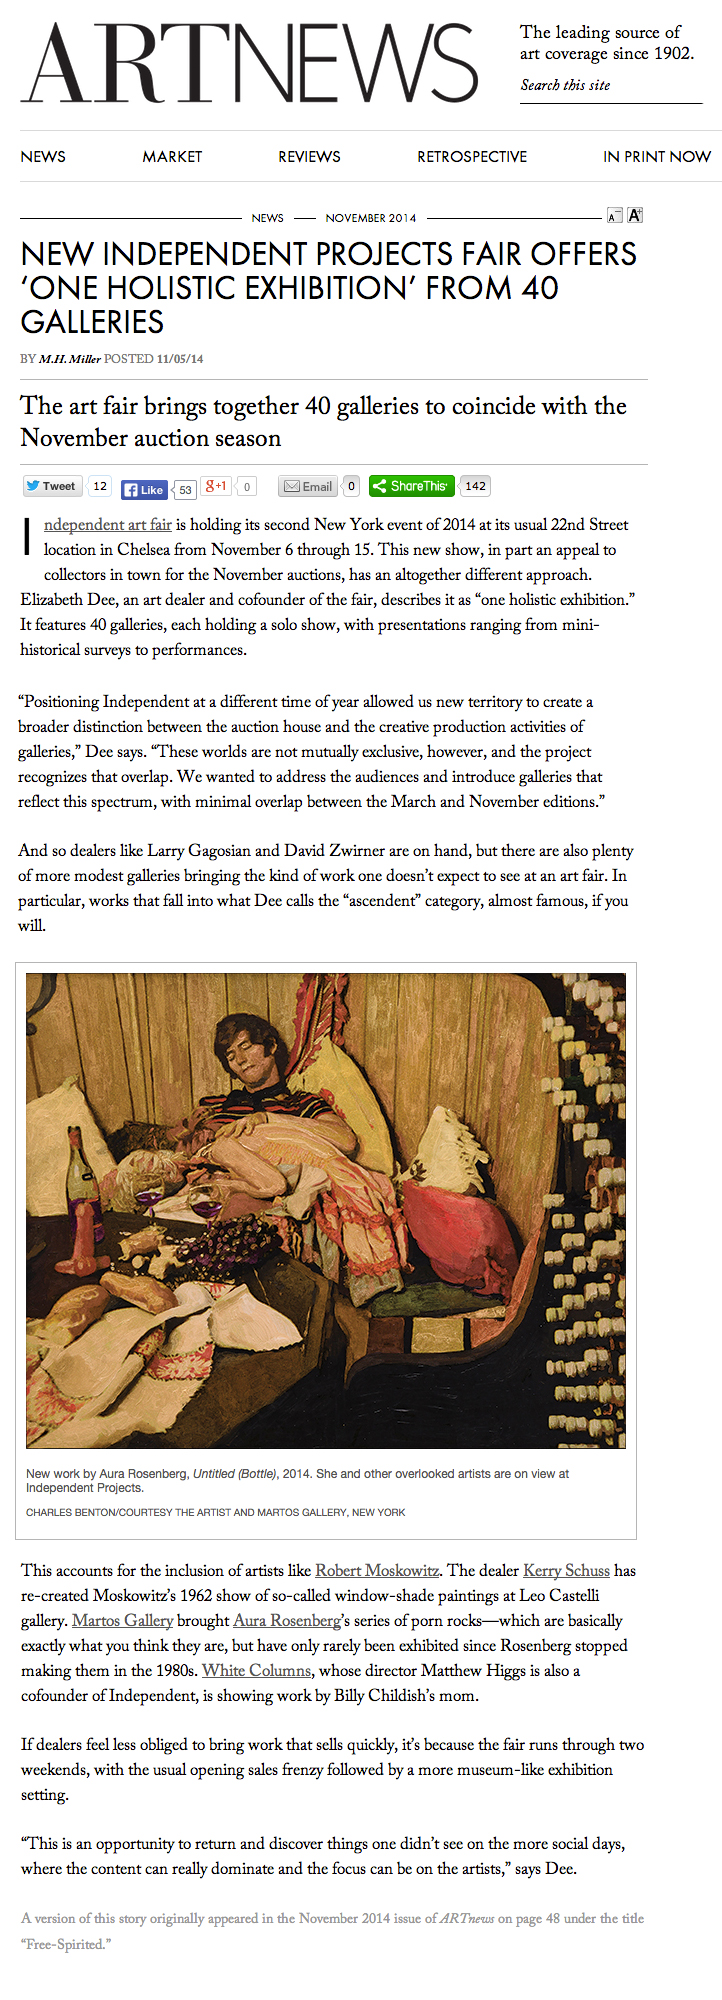 ARTNEWS
The leading source of
art coverage since 1902.
Search this site
NEWS
MARKET
REVIEWS
RETROSPECTIVE
IN PRINT NOW
NEWS
NOVEMBER 2014
A-
A+
NEW INDEPENDENT PROJECTS FAIR OFFERS
‘ONE HOLISTIC EXHIBITION’ FROM 40
GALLERIES
BY M.H. Miller POSTED 11/05/14
The art fair brings together 40 galleries to coincide with the
November auction season
Tweet 12 Like 53 g+1 0 Email 0 ShareThis 142
Independent art fair is holding its second New York event of 2014 at its usual 22nd Street
location in Chelsea from November 6 through 15. This new show, in part an appeal to
collectors in town for the November auctions, has an altogether different approach.
Elizabeth Dee, an art dealer and cofounder of the fair, describes it as “one holistic exhibition.”
It features 40 galleries, each holding a solo show, with presentations ranging from mini-
historical surveys to performances.
“Positioning Independent at a different time of year allowed us new territory to create a
broader distinction between the auction house and the creative production activities of
galleries,” Dee says. “These worlds are not mutually exclusive, however, and the project
recognizes that overlap. We wanted to address the audiences and introduce galleries that
reflect this spectrum, with minimal overlap between the March and November editions.”
And so dealers like Larry Gagosian and David Zwirner are on hand, but there are also plenty
of more modest galleries bringing the kind of work one doesn’t expect to see at an art fair. In
particular, works that fall into what Dee calls the “ascendent” category, almost famous, if you
will.
New work by Aura Rosenberg, Untitled (Bottle), 2014. She and other overlooked artists are on view at
Independent Projects.
CHARLES BENTON/COURTESY THE ARTIST AND MARTOS GALLERY, NEW YORK
This accounts for the inclusion of artists like Robert Moskowitz. The dealer Kerry Schuss has
re-created Moskowitz’s 1962 show of so-called window-shade paintings at Leo Castelli
gallery. Martos Gallery brought Aura Rosenberg’s series of porn rocks—which are basically
exactly what you think they are, but have only rarely been exhibited since Rosenberg stopped
making them in the 1980s. White Columns, whose director Matthew Higgs is also a
cofounder of Independent, is showing work by Billy Childish’s mom.
If dealers feel less obliged to bring work that sells quickly, it’s because the fair runs through two
weekends, with the usual opening sales frenzy followed by a more museum-like exhibition
setting.
“This is an opportunity to return and discover things one didn’t see on the more social days,
where the content can really dominate and the focus can be on the artists,” says Dee.
A version of this story originally appeared in the November 2014 issue of ARTnews on page 48 under the title
“Free-Spirited.”